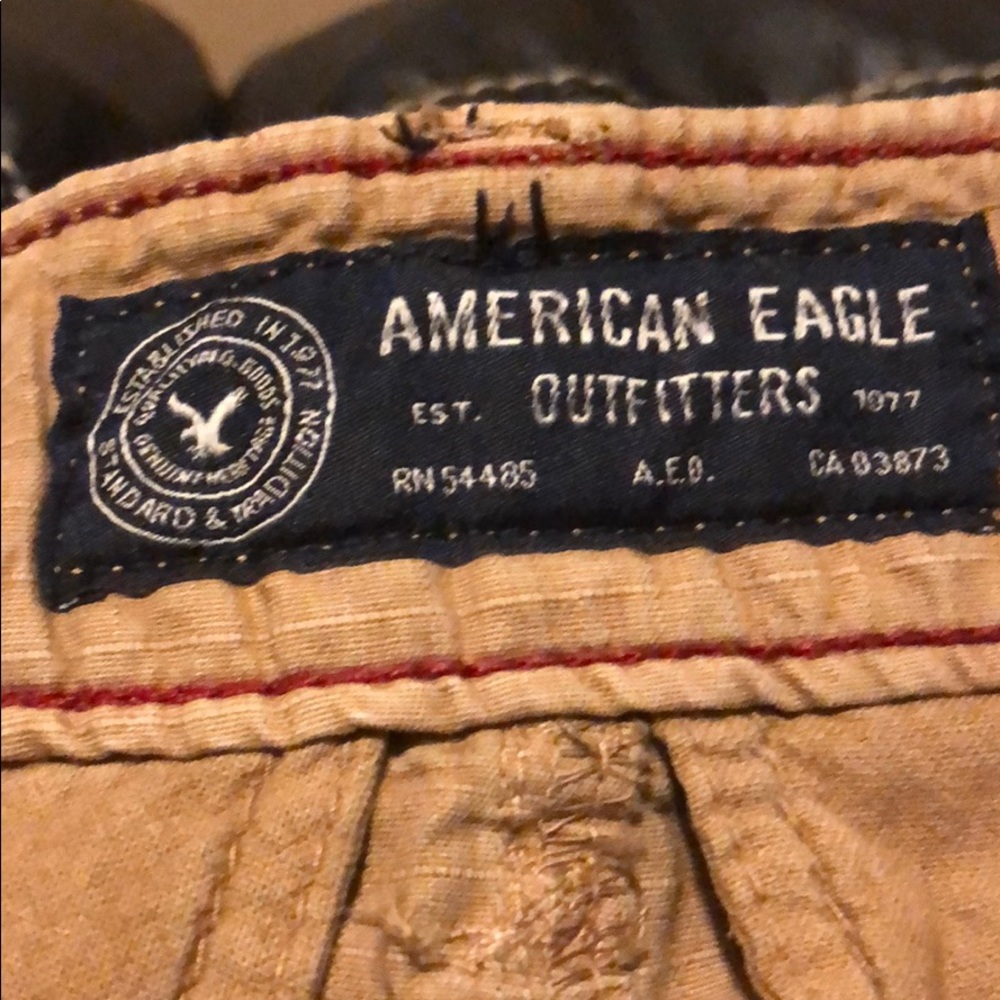 ESTABLISHED IN 1977
STANDARD & TRADITION
QUALITY A.E.O. GOODS
GENUINE HERITAGE
AMERICAN EAGLE
EST. OUTFITTERS 1977
RN 54485 A.E.O. CA 03873